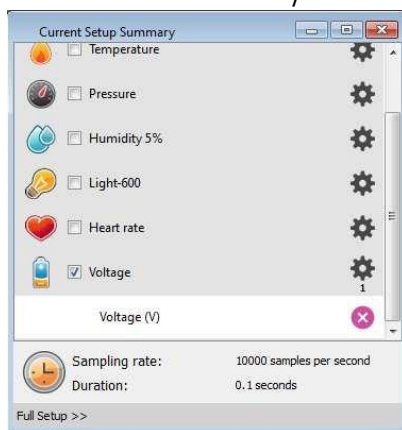 Current Setup Summary
Temperature
Pressure
Humidity 5%
Light-600
Heart rate
Voltage
1
Voltage (V)
Sampling rate: 10000 samples per second
Duration: 0.1 seconds
Full Setup >>